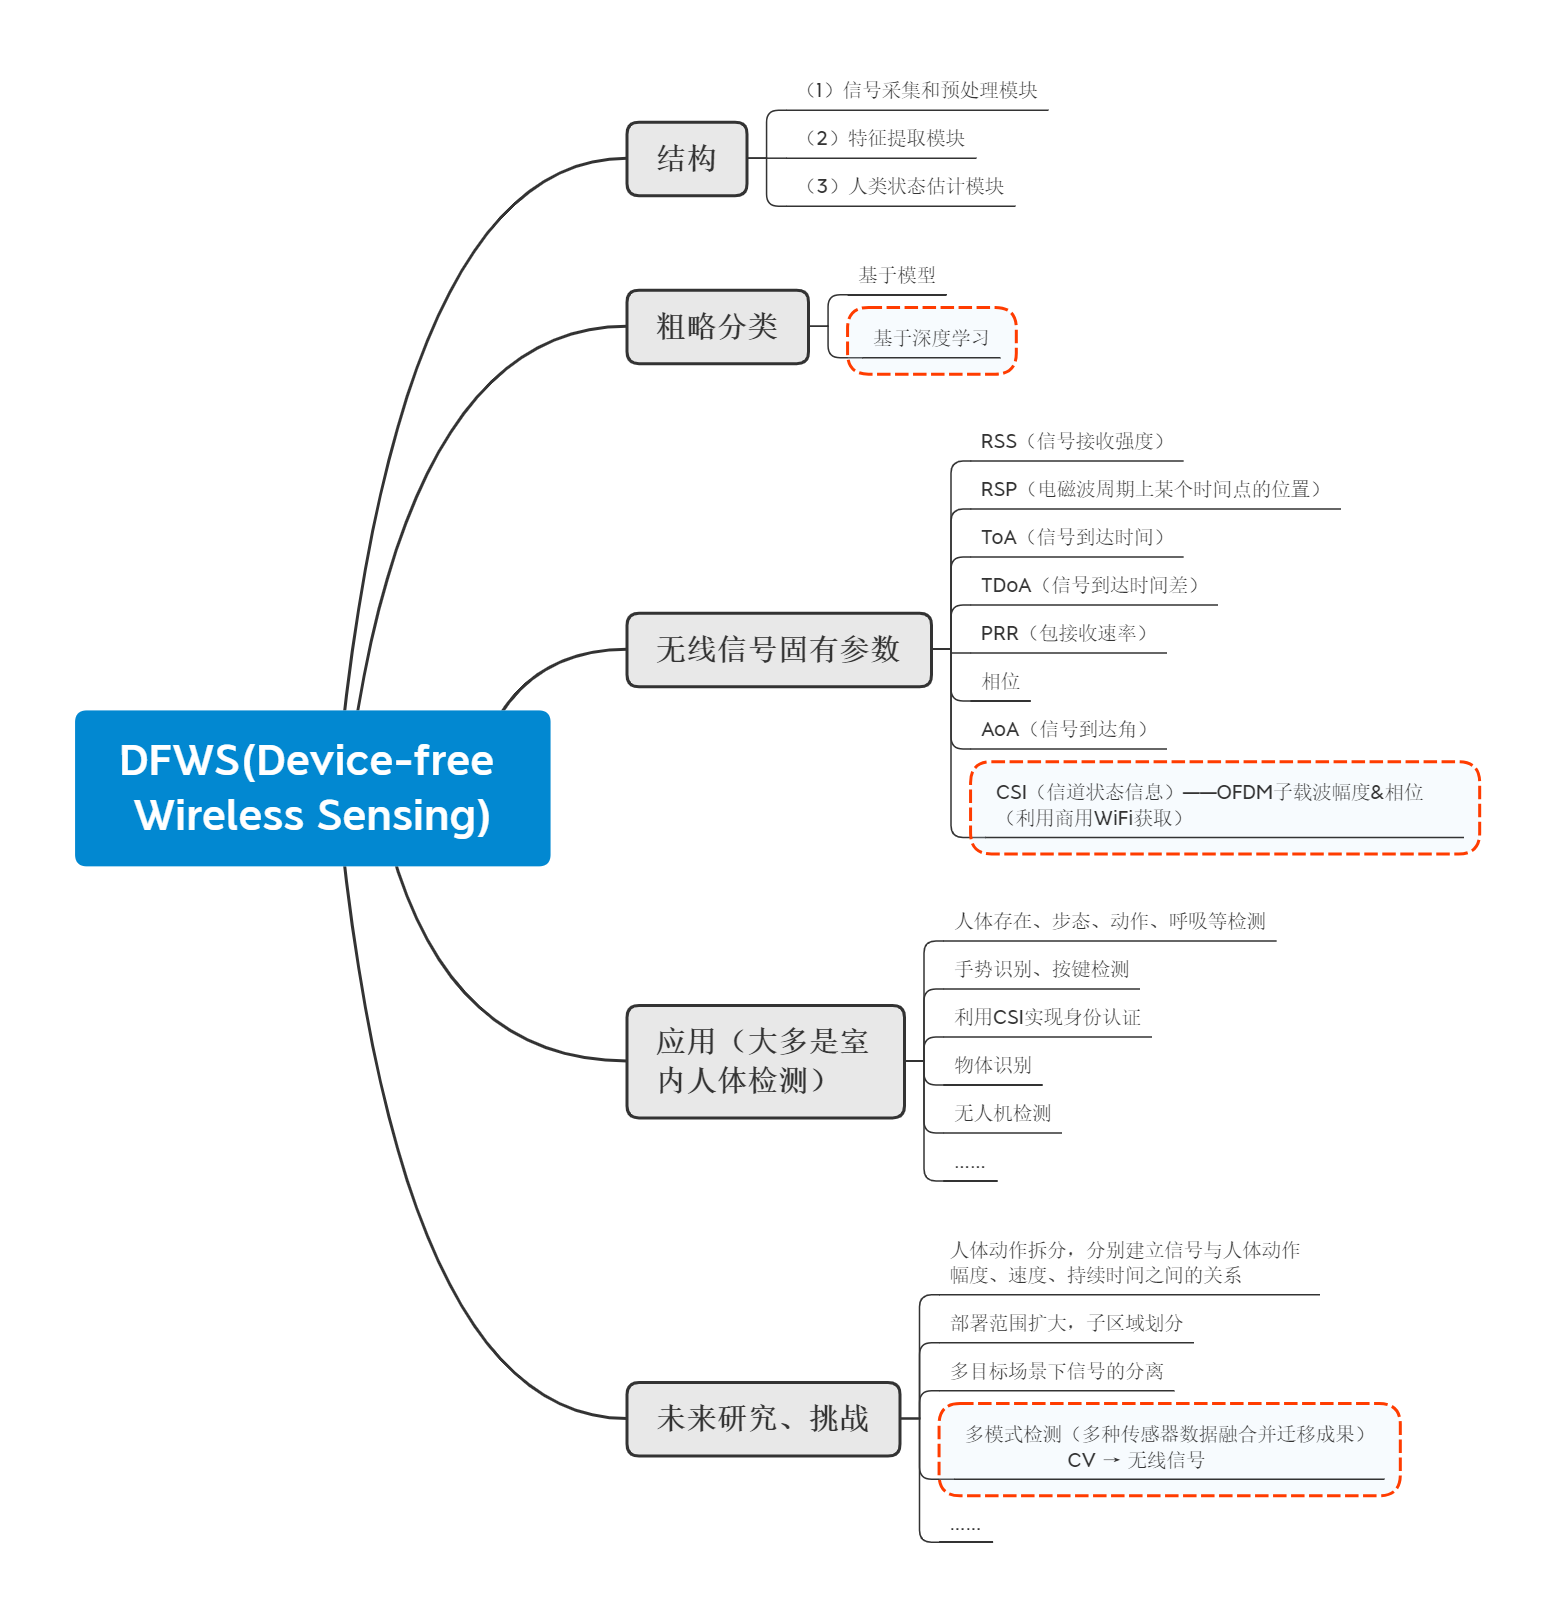 DFWS(Device-free
Wireless Sensing)
结构
（1）信号采集和预处理模块
（2）特征提取模块
（3）人类状态估计模块
粗略分类
基于模型
基于深度学习
无线信号固有参数
RSS（信号接收强度）
RSP（电磁波周期上某个时间点的位置）
ToA（信号到达时间）
TDoA（信号到达时间差）
PRR（包接收速率）
相位
AoA（信号到达角）
CSI（信道状态信息）——OFDM子载波幅度&相位
（利用商用WiFi获取）
应用（大多是室
内人体检测）
人体存在、步态、动作、呼吸等检测
手势识别、按键检测
利用CSI实现身份认证
物体识别
无人机检测
......
未来研究、挑战
人体动作拆分，分别建立信号与人体动作
幅度、速度、持续时间之间的关系
部署范围扩大，子区域划分
多目标场景下信号的分离
多模式检测（多种传感器数据融合并迁移成果）
CV → 无线信号
......